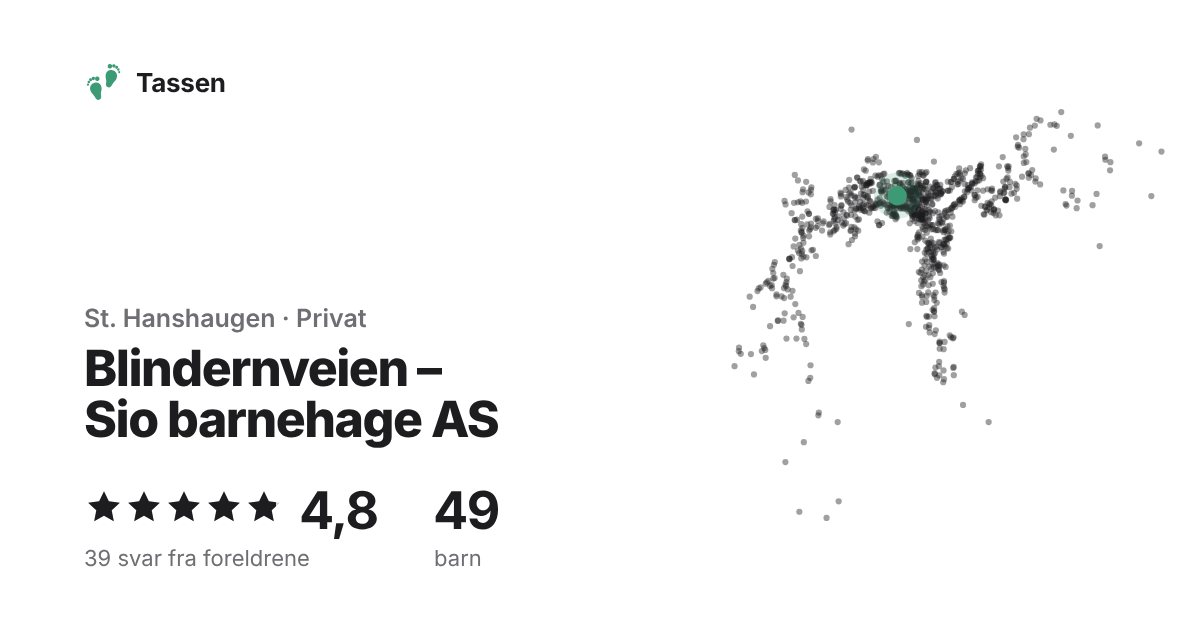 Tassen
St. Hanshaugen · Privat
Blindernveien –
Sio barnehage AS
4,8
49
39 svar fra foreldrene
barn